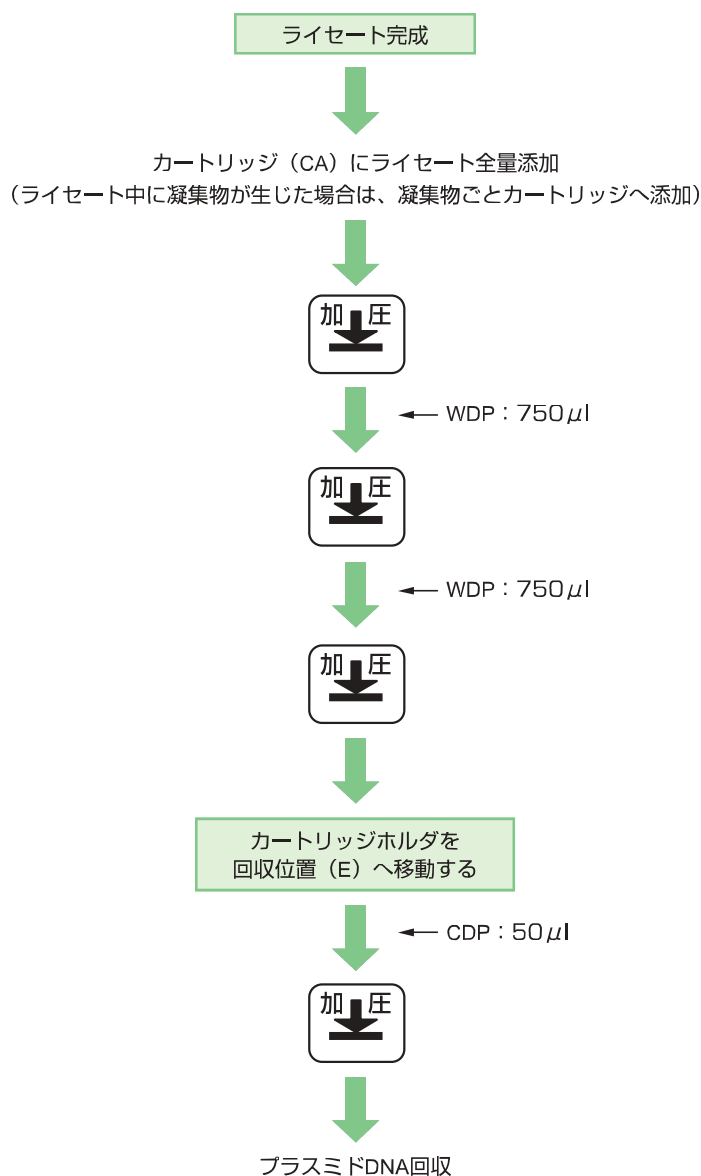 ライセート完成
カートリッジ（CA）にライセート全量添加
（ライセート中に凝集物が生じた場合は、凝集物ごとカートリッジへ添加）
加 圧
WDP：750μl
加 圧
WDP：750μl
加 圧
カートリッジホルダを
回収位置（E）へ移動する
CDP：50μl
加 圧
プラスミドDNA回収